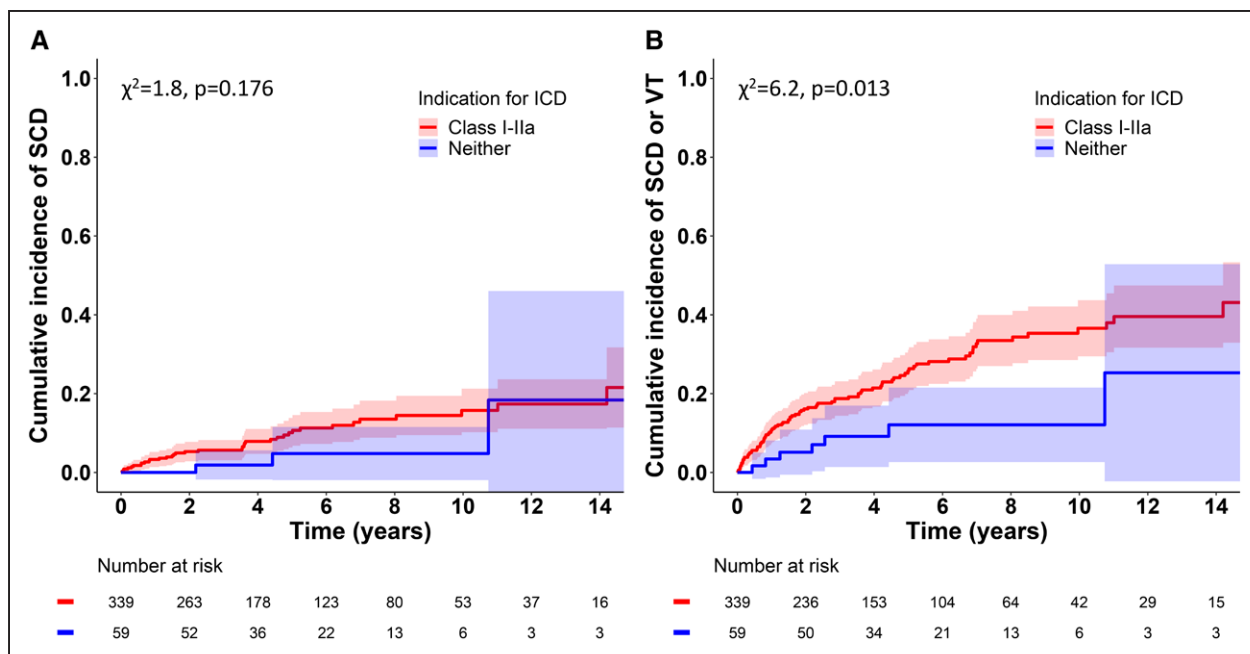 A
Cumulative incidence of SCD
χ²=1.8, p=0.176
Indication for ICD
Class I-IIa
Neither
1.0
0.8
0.6
0.4
0.2
0.0
0 2 4 6 8 10 12 14
Time (years)
Number at risk
339 263 178 123 80 53 37 16
59 52 36 22 13 6 3 3
B
Cumulative incidence of SCD or VT
χ²=6.2, p=0.013
Indication for ICD
Class I-IIa
Neither
1.0
0.8
0.6
0.4
0.2
0.0
0 2 4 6 8 10 12 14
Time (years)
Number at risk
339 236 153 104 64 42 29 15
59 50 34 21 13 6 3 3